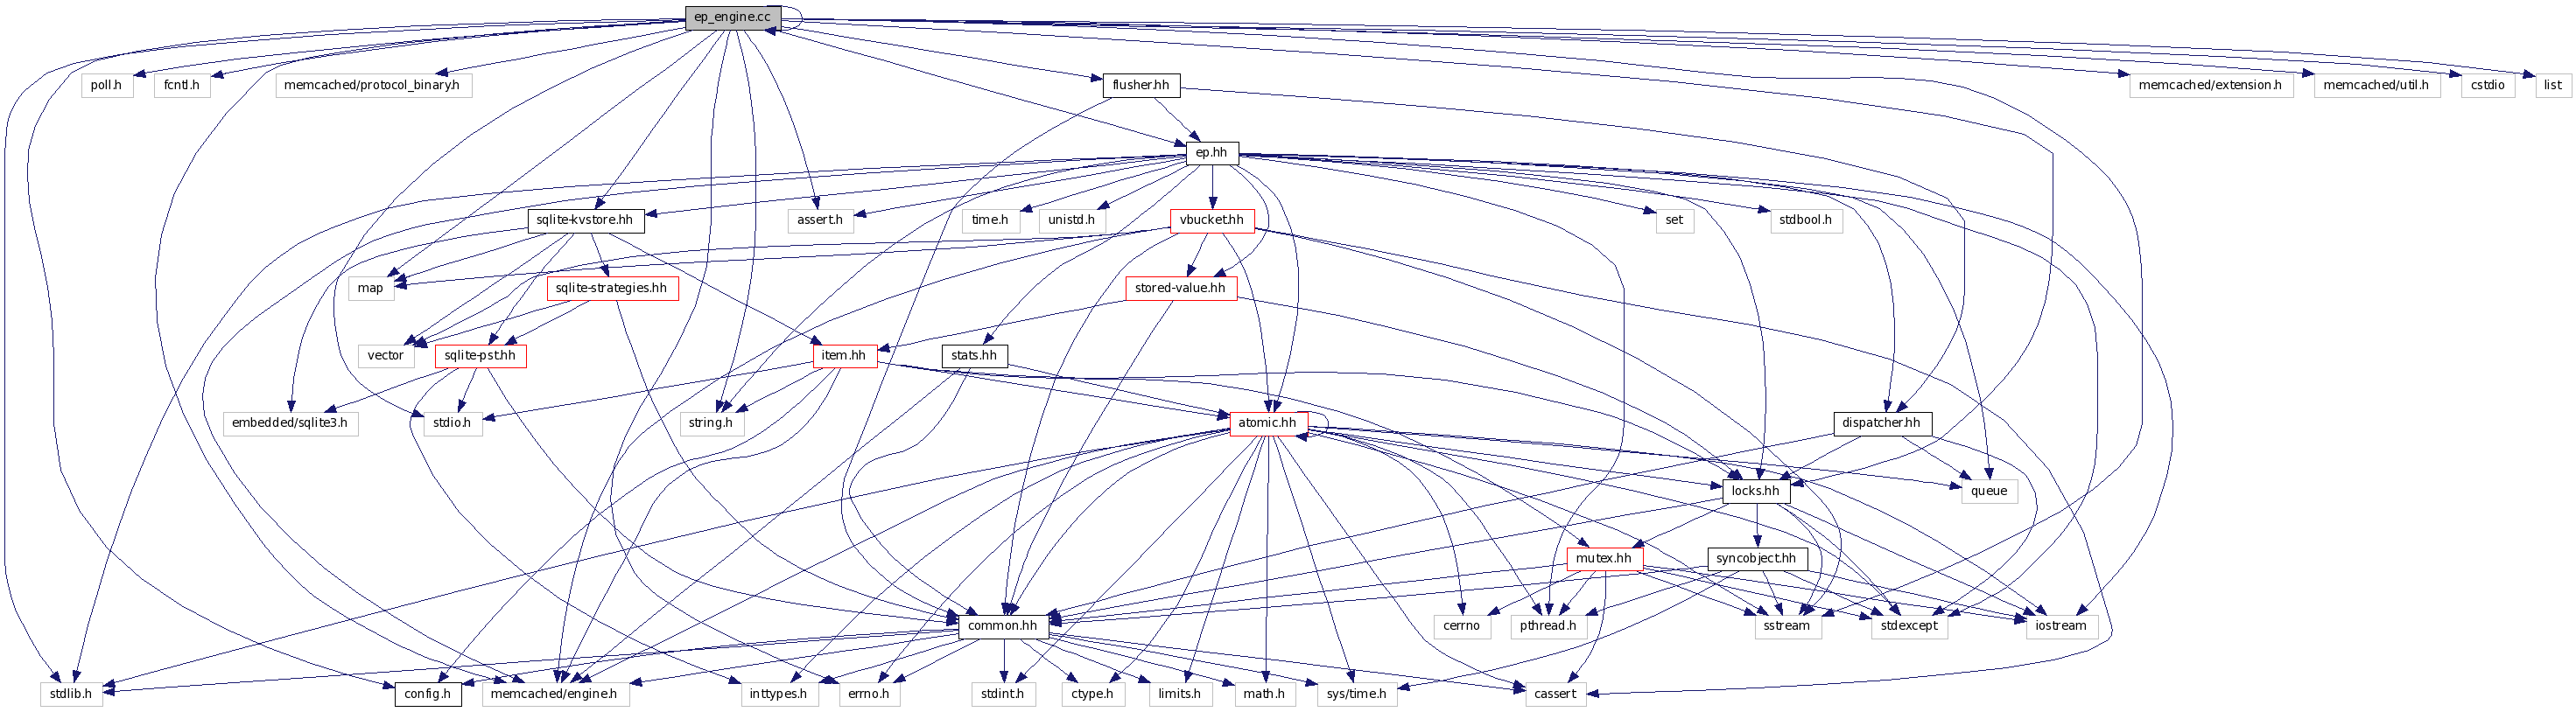 ep_engine.cc
poll.h
fcntl.h
memcached/protocol_binary.h
flusher.hh
memcached/extension.h
memcached/util.h
cstdio
list
ep.hh
sqlite-kvstore.hh
assert.h
time.h
unistd.h
vbucket.hh
set
stdbool.h
map
sqlite-strategies.hh
stored-value.hh
vector
sqlite-pst.hh
item.hh
stats.hh
embedded/sqlite3.h
stdio.h
string.h
atomic.hh
dispatcher.hh
locks.hh
queue
mutex.hh
syncobject.hh
common.hh
cerrno
pthread.h
sstream
stdexcept
iostream
stdlib.h
config.h
memcached/engine.h
inttypes.h
errno.h
stdint.h
ctype.h
limits.h
math.h
sys/time.h
cassert